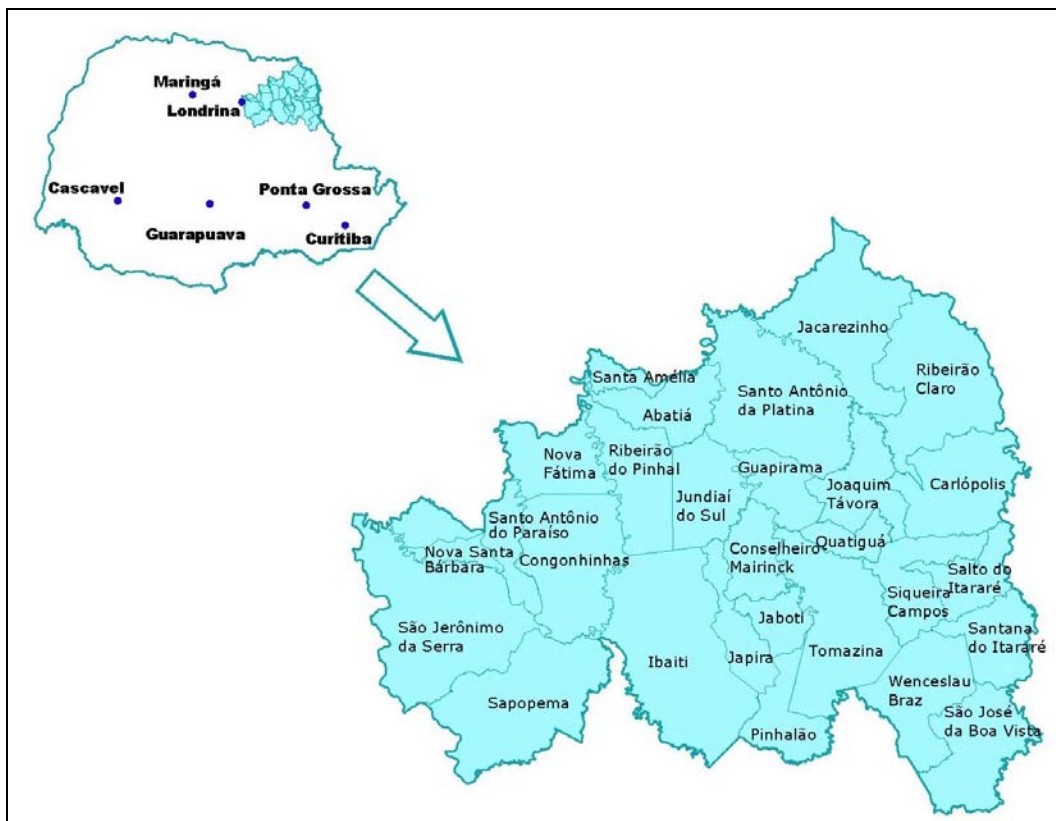 Maringá
Londrina
Cascavel
Ponta Grossa
Guarapuava
Curitiba
Jacarezinho
Ribeirão
Claro
Santa Amélia
Santo Antônio
da Platina
Abatiá
Nova
Fátima
Ribeirão
do Pinhal
Guapirama
Joaquim
Távora
Carlópolis
Jundiaí
do Sul
Santo Antônio
do Paraíso
Nova Santa
Bárbara
Congonhinhas
Conselheiro
Mairinck
Quatiguá
Salto do
Itararé
Siqueira
Campos
Jaboti
São Jerônimo
da Serra
Santana
do Itararé
Ibaiti
Japira
Tomazina
Wenceslau
Braz
Sapopema
São José
da Boa Vista
Pinhalão